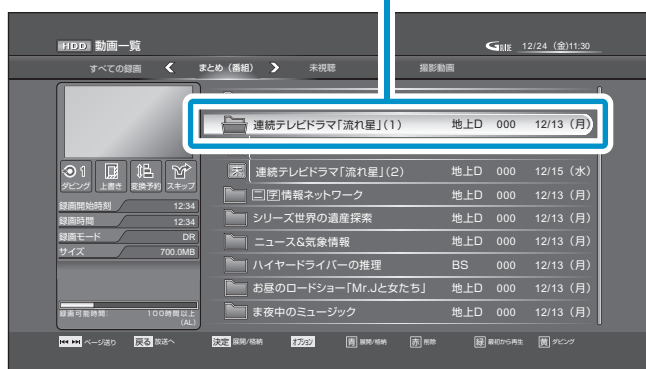 HDD 動画一覧
GRIE 12/24 (金)11:30
すべての録画 まとめ(番組) 未視聴 撮影動画
連続テレビドラマ「流れ星」(1) 地上D 000 12/13(月)
連続テレビドラマ「流れ星」(2) 地上D 000 12/15(水)
二 字 情報ネットワーク 地上D 000 12/13(月)
シリーズ世界の遺産探索 地上D 000 12/13(月)
ニュース&気象情報 地上D 000 12/13(月)
ハイヤードライバーの推理 BS 000 12/13(月)
お昼のロードショー「Mr.Jと女たち」 地上D 000 12/13(月)
真夜中のミュージック 地上D 000 12/13(月)
1
ダビング 上書き 変換予約 スキップ
録画開始時刻 12:34
録画時間 12:34
録画モード DR
サイズ 700.0MB
録画可能時間: 100時間以上
(AL)
ページ送り 戻る 放送へ 決定 展開/格納 オプション 青 展開/格納 赤 削除 緑 最初から再生 黄 ダビング